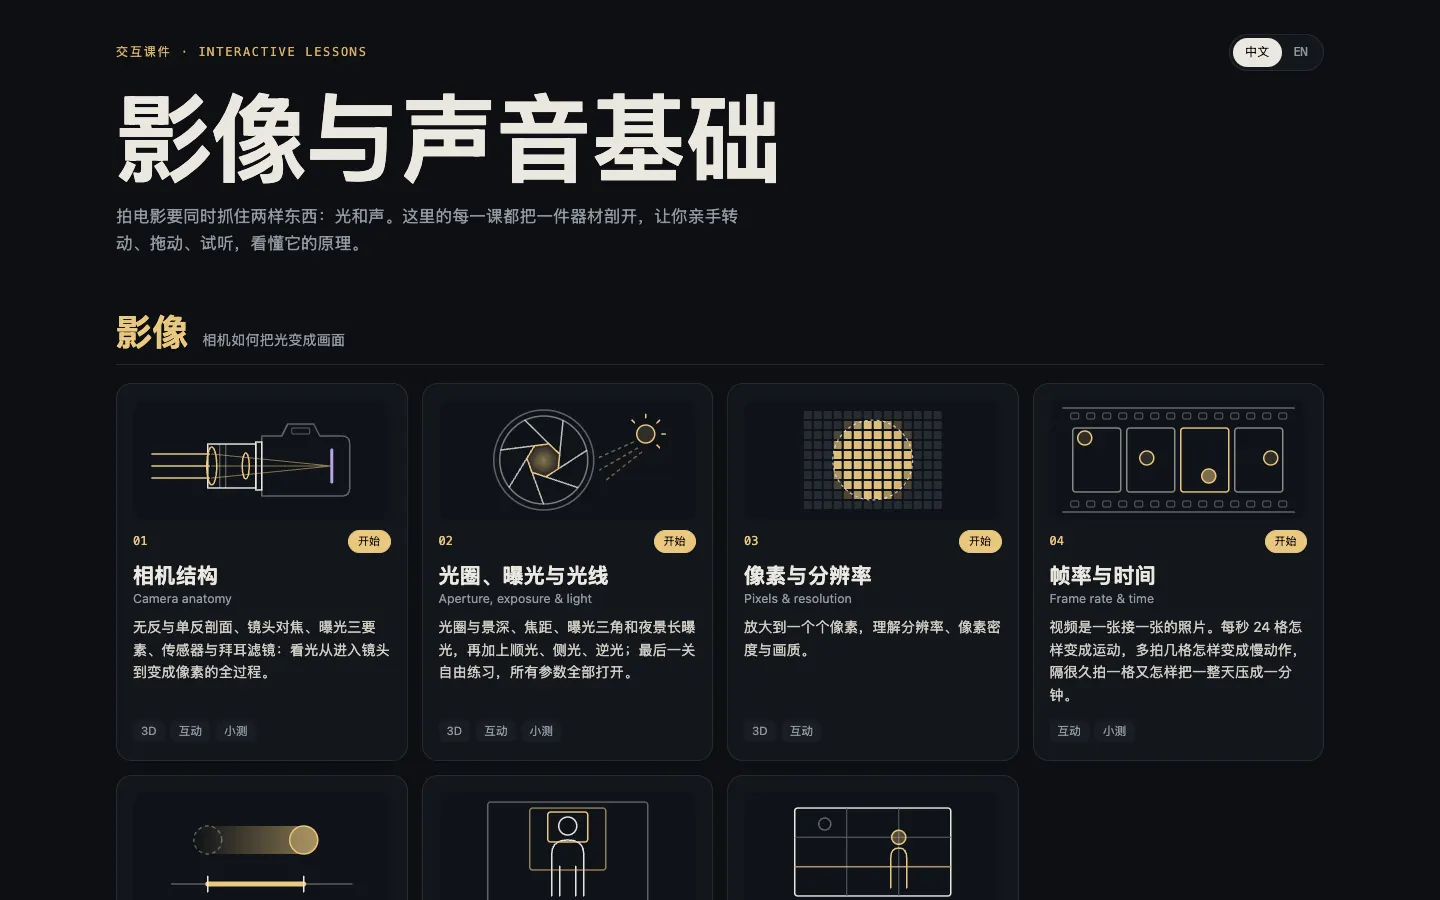 交互课件 · INTERACTIVE LESSONS
中文 EN
影像与声音基础
拍电影要同时抓住两样东西：光和声。这里的每一课都把一件器材剖开，让你亲手转
动、拖动、试听，看懂它的原理。
影像 相机如何把光变成画面
01 开始
相机结构
Camera anatomy
无反与单反剖面、镜头对焦、曝光三要
素、传感器与拜耳滤镜：看光从进入镜头
到变成像素的全过程。
3D 互动 小测
02 开始
光圈、曝光与光线
Aperture, exposure & light
光圈与景深、焦距、曝光三角和夜景长曝
光，再加上顺光、侧光、逆光；最后一关
自由练习，所有参数全部打开。
3D 互动 小测
03 开始
像素与分辨率
Pixels & resolution
放大到一个个像素，理解分辨率、像素密
度与画质。
3D 互动
04 开始
帧率与时间
Frame rate & time
视频是一张接一张的照片。每秒 24 格怎
样变成运动，多拍几格怎样变成慢动作，
隔很久拍一格又怎样把一整天压成一分
钟。
互动 小测